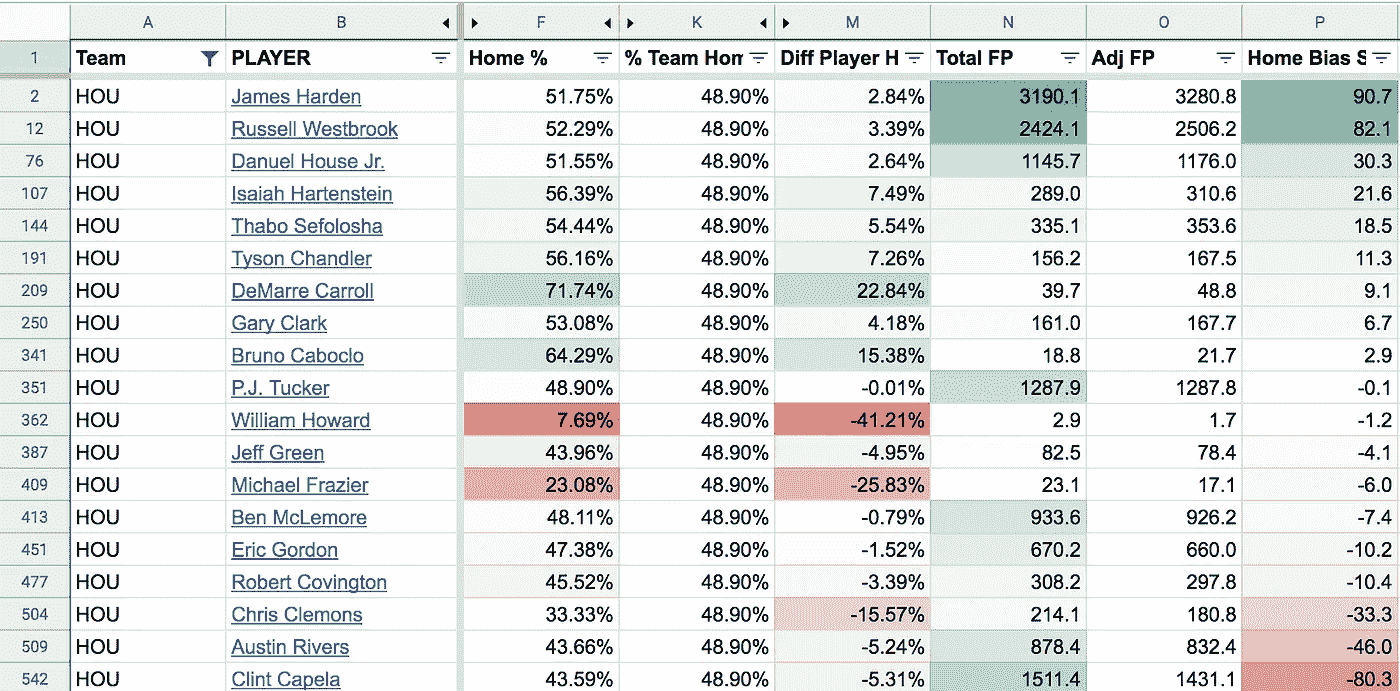 A B F K M N O P
1 Team PLAYER Home % % Team Hom Diff Player H Total FP Adj FP Home Bias S
2 HOU James Harden 51.75% 48.90% 2.84% 3190.1 3280.8 90.7
12 HOU Russell Westbrook 52.29% 48.90% 3.39% 2424.1 2506.2 82.1
76 HOU Danuel House Jr. 51.55% 48.90% 2.64% 1145.7 1176.0 30.3
107 HOU Isaiah Hartenstein 56.39% 48.90% 7.49% 289.0 310.6 21.6
144 HOU Thabo Sefolosha 54.44% 48.90% 5.54% 335.1 353.6 18.5
191 HOU Tyson Chandler 56.16% 48.90% 7.26% 156.2 167.5 11.3
209 HOU DeMarre Carroll 71.74% 48.90% 22.84% 39.7 48.8 9.1
250 HOU Gary Clark 53.08% 48.90% 4.18% 161.0 167.7 6.7
341 HOU Bruno Caboclo 64.29% 48.90% 15.38% 18.8 21.7 2.9
351 HOU P.J. Tucker 48.90% 48.90% -0.01% 1287.9 1287.8 -0.1
362 HOU William Howard 7.69% 48.90% -41.21% 2.9 1.7 -1.2
387 HOU Jeff Green 43.96% 48.90% -4.95% 82.5 78.4 -4.1
409 HOU Michael Frazier 23.08% 48.90% -25.83% 23.1 17.1 -6.0
413 HOU Ben McLemore 48.11% 48.90% -0.79% 933.6 926.2 -7.4
451 HOU Eric Gordon 47.38% 48.90% -1.52% 670.2 660.0 -10.2
477 HOU Robert Covington 45.52% 48.90% -3.39% 308.2 297.8 -10.4
504 HOU Chris Clemons 33.33% 48.90% -15.57% 214.1 180.8 -33.3
509 HOU Austin Rivers 43.66% 48.90% -5.24% 878.4 832.4 -46.0
542 HOU Clint Capela 43.59% 48.90% -5.31% 1511.4 1431.1 -80.3